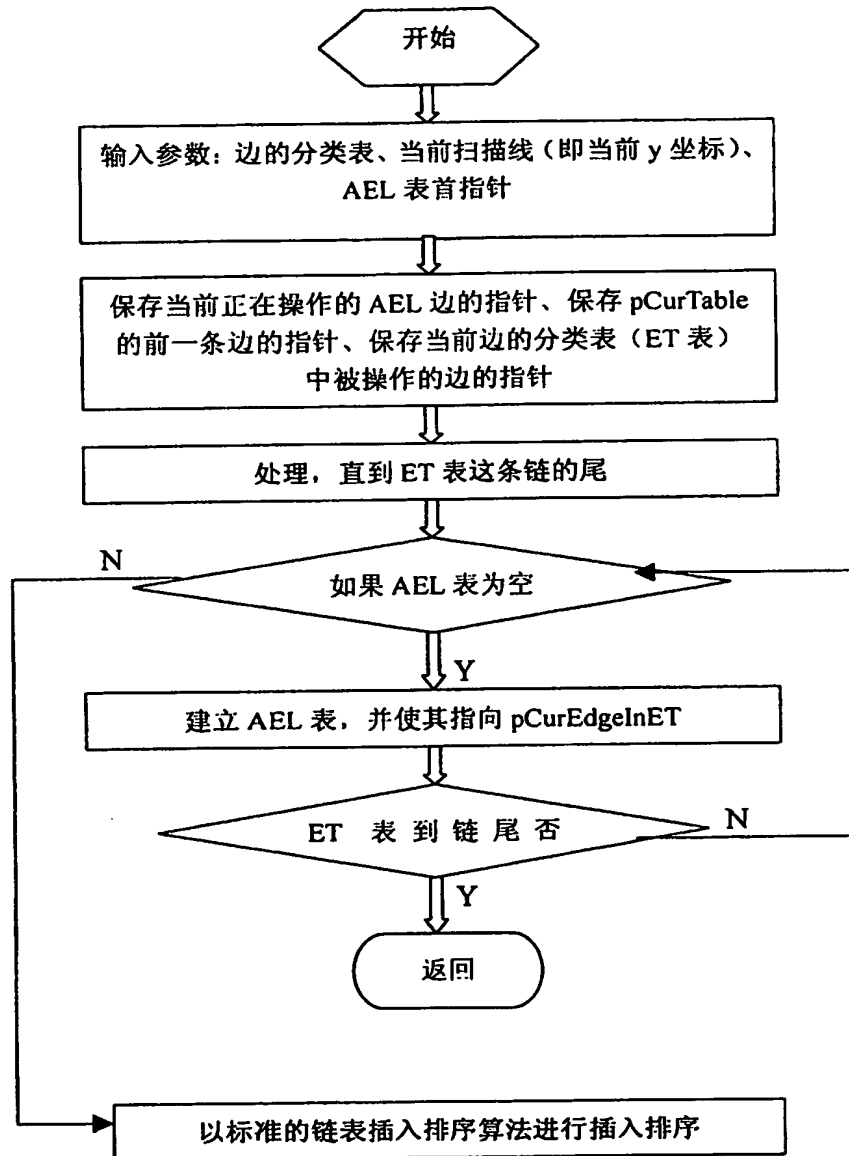 开始
输入参数：边的分类表、当前扫描线（即当前 y 坐标）、
AEL 表首指针
保存当前正在操作的 AEL 边的指针、保存 pCurTable
的前一条边的指针、保存当前边的分类表（ET 表）
中被操作的边的指针
处理，直到 ET 表这条链的尾
N
如果 AEL 表为空
Y
建立 AEL 表，并使其指向 pCurEdgeInET
ET 表 到 链 尾 否
N
Y
返回
以标准的链表插入排序算法进行插入排序